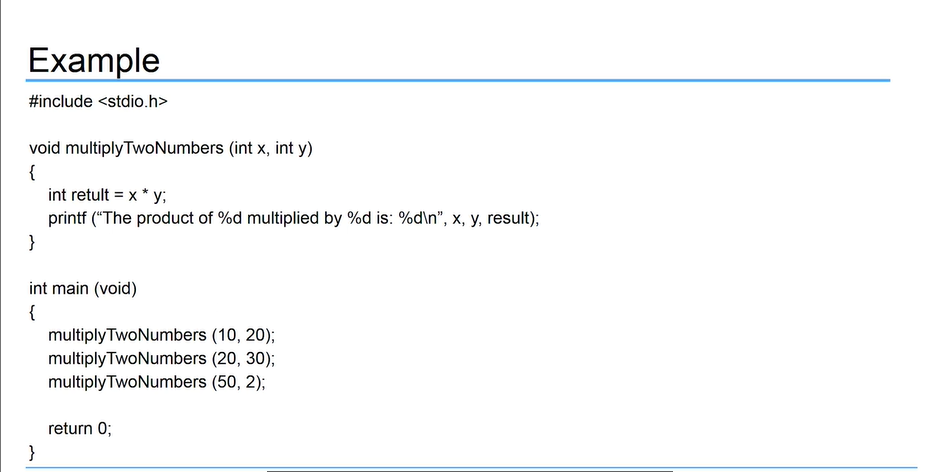 Example
#include <stdio.h>
void multiplyTwoNumbers (int x, int y)
{
int retult = x * y;
printf (“The product of %d multiplied by %d is: %d\n”, x, y, result);
}
int main (void)
{
multiplyTwoNumbers (10, 20);
multiplyTwoNumbers (20, 30);
multiplyTwoNumbers (50, 2);
return 0;
}